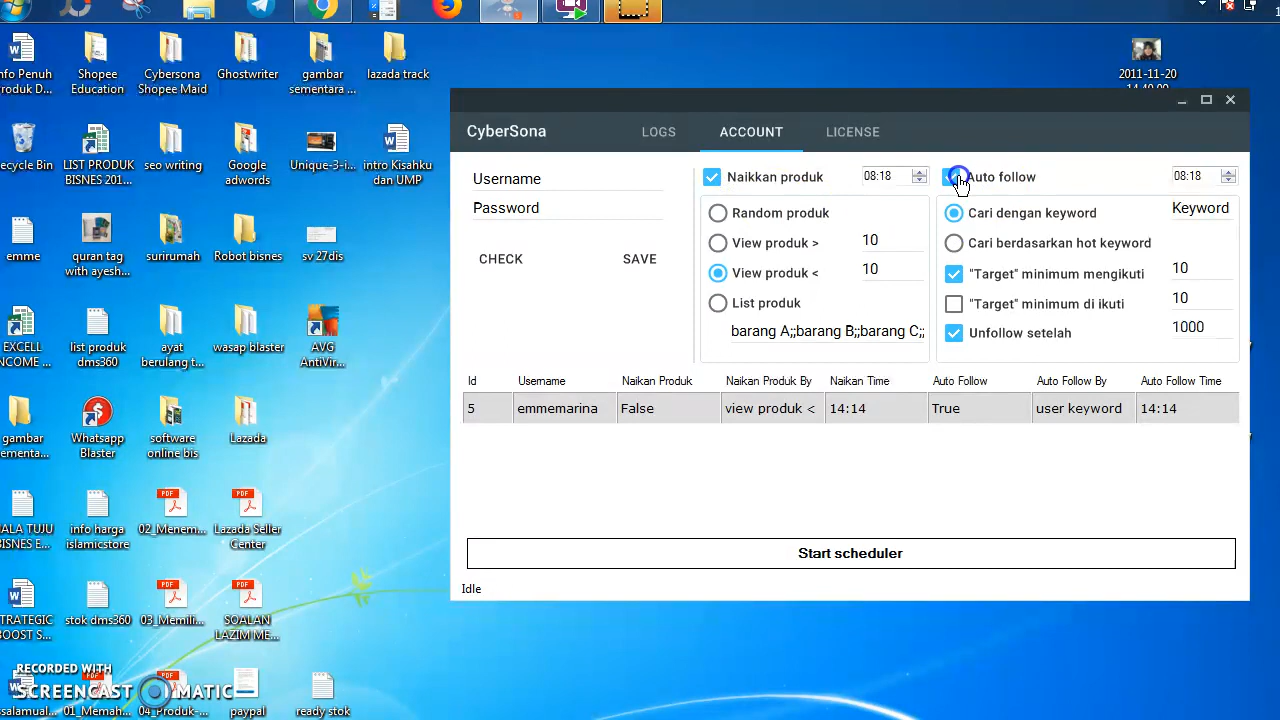 nfo Penuh
roduk D...
Shopee
Education
Cybersona
Shopee Maid
Ghostwriter
gambar
sementara ...
lazada track
2011-11-20
ecycle Bin
LIST PRODUK
BISNES 201...
seo writing
Google
adwords
Unique-3-i...
intro Kisahku
dan UMP
emme
quran tag
with ayesh...
surirumah
Robot bisnes
sv 27dis
EXCELL
NCOME ...
list produk
dms360
ayat
berulang t...
wasap blaster
AVG
AntiVir...
gambar
ementa...
Whatsapp
Blaster
software
online bis
Lazada
ALA TUJU
BISNES E...
info harga
islamicstore
02_Menem...
Lazada Seller
Center
TRATEGIC
BOOST S...
stok dms360
03_Memili...
SOALAN
LAZIM ME...
RECORDED WITH
SCREENCAST MATIC
ssalamual...
01_Memah...
04_Produk-...
paypal
ready stok
CyberSona
LOGS
ACCOUNT
LICENSE
Username
Password
CHECK
SAVE
Naikkan produk
08:18
Random produk
View produk >
10
View produk <
10
List produk
barang A;;barang B;;barang C;;
Auto follow
08:18
Cari dengan keyword
Keyword
Cari berdasarkan hot keyword
"Target" minimum mengikuti
10
"Target" minimum di ikuti
10
Unfollow setelah
1000
Id Username Naikan Produk Naikan Produk By Naikan Time Auto Follow Auto Follow By Auto Follow Time
5 emmemarina False view produk < 14:14 True user keyword 14:14
Start scheduler
Idle